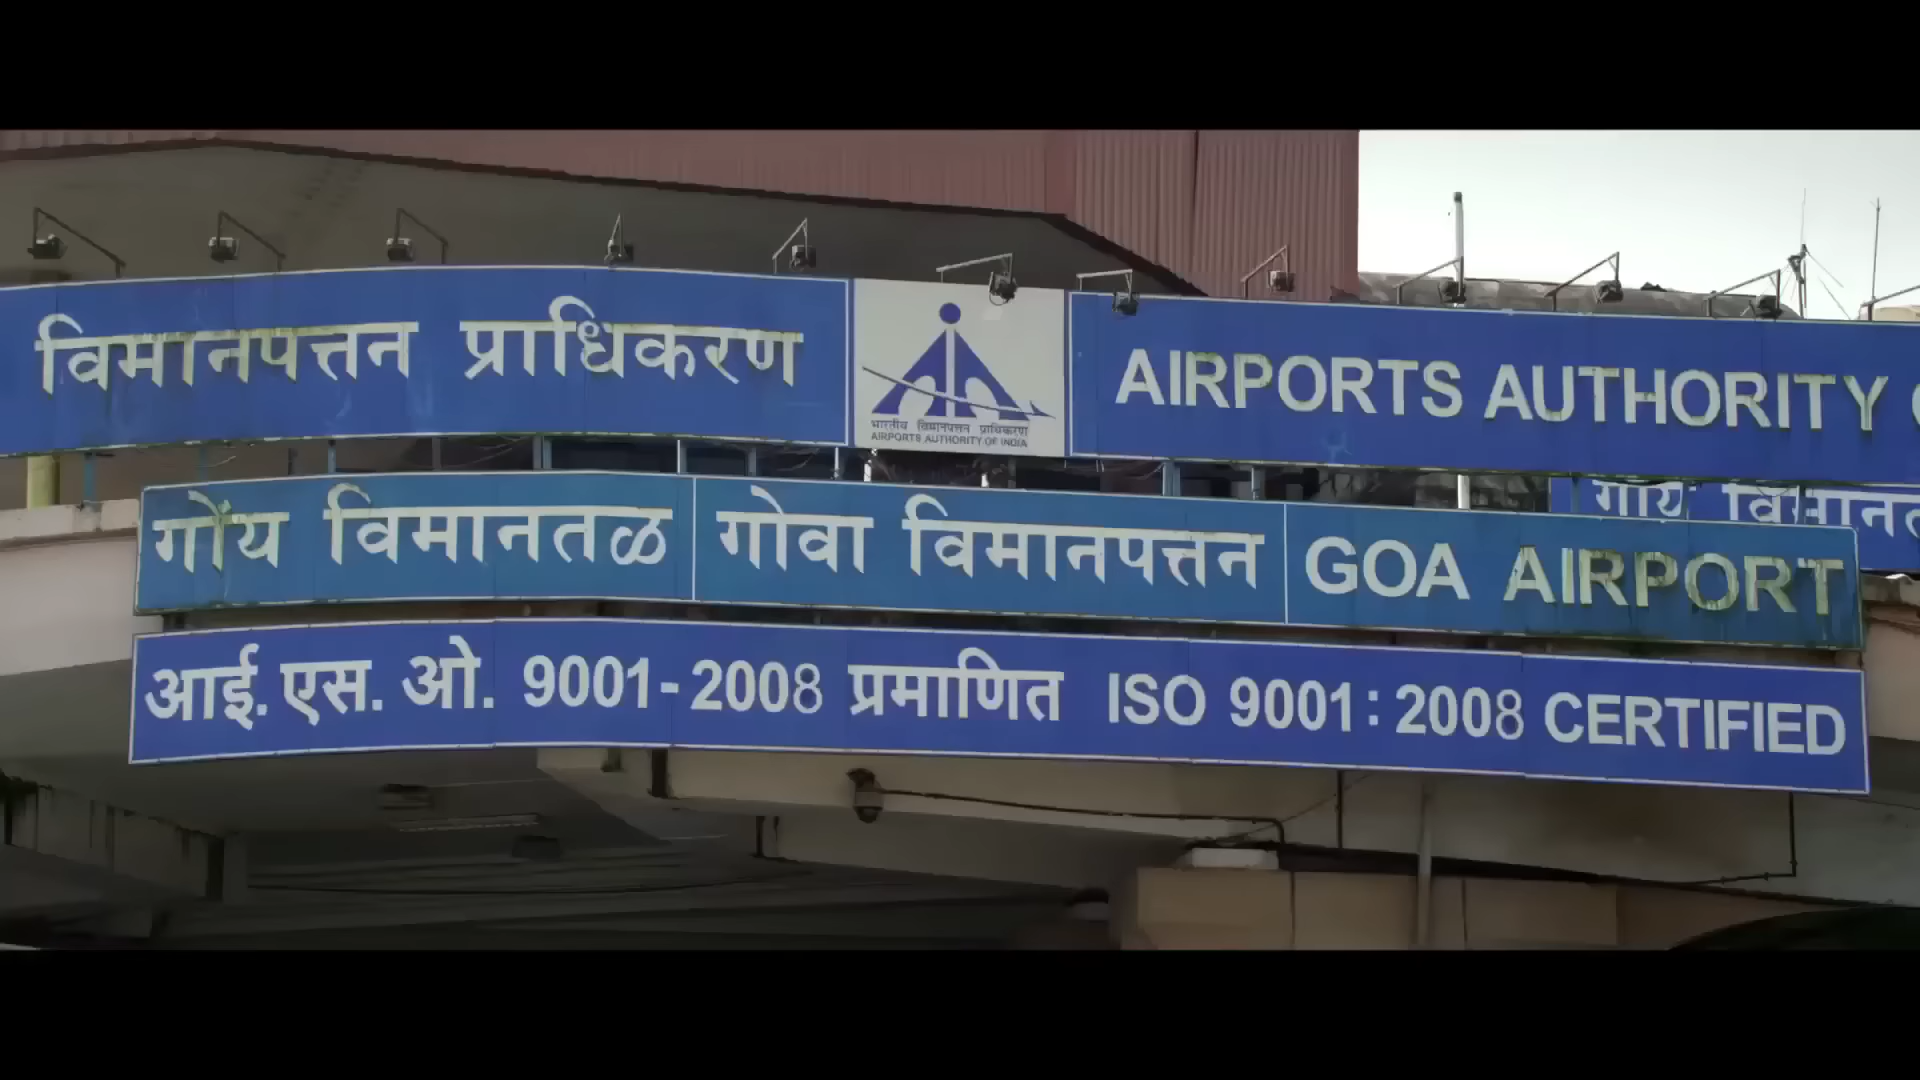 विमानपत्तन प्राधिकरण
भारतीय विमानपत्तन प्राधिकरण
AIRPORTS AUTHORITY OF INDIA
AIRPORTS AUTHORITY
गोंय विमानतळ
गोवा विमानपत्तन
GOA AIRPORT
गोंय
आई. एस. ओ. 9001-2008 प्रमाणित ISO 9001:2008 CERTIFIED